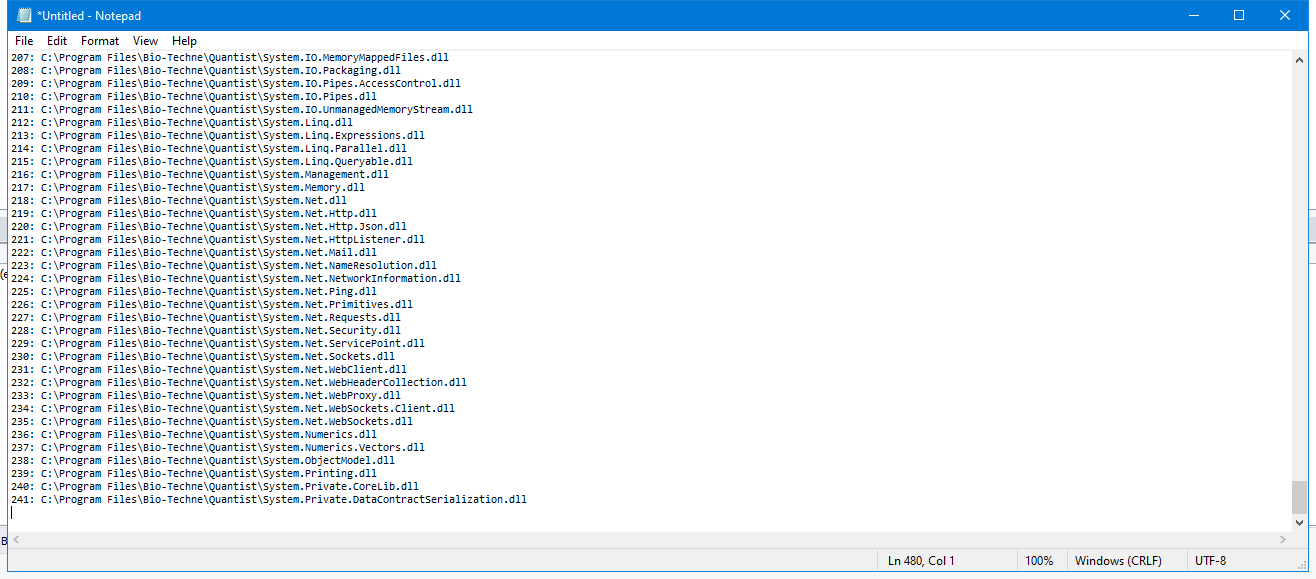 *Untitled - Notepad
File Edit Format View Help
207: C:\Program Files\Bio-Techne\Quantist\System.IO.MemoryMappedFiles.dll
208: C:\Program Files\Bio-Techne\Quantist\System.IO.Packaging.dll
209: C:\Program Files\Bio-Techne\Quantist\System.IO.Pipes.AccessControl.dll
210: C:\Program Files\Bio-Techne\Quantist\System.IO.Pipes.dll
211: C:\Program Files\Bio-Techne\Quantist\System.IO.UnmanagedMemoryStream.dll
212: C:\Program Files\Bio-Techne\Quantist\System.Linq.dll
213: C:\Program Files\Bio-Techne\Quantist\System.Linq.Expressions.dll
214: C:\Program Files\Bio-Techne\Quantist\System.Linq.Parallel.dll
215: C:\Program Files\Bio-Techne\Quantist\System.Linq.Queryable.dll
216: C:\Program Files\Bio-Techne\Quantist\System.Management.dll
217: C:\Program Files\Bio-Techne\Quantist\System.Memory.dll
218: C:\Program Files\Bio-Techne\Quantist\System.Net.dll
219: C:\Program Files\Bio-Techne\Quantist\System.Net.Http.dll
220: C:\Program Files\Bio-Techne\Quantist\System.Net.Http.Json.dll
221: C:\Program Files\Bio-Techne\Quantist\System.Net.HttpListener.dll
222: C:\Program Files\Bio-Techne\Quantist\System.Net.Mail.dll
223: C:\Program Files\Bio-Techne\Quantist\System.Net.NameResolution.dll
224: C:\Program Files\Bio-Techne\Quantist\System.Net.NetworkInformation.dll
225: C:\Program Files\Bio-Techne\Quantist\System.Net.Ping.dll
226: C:\Program Files\Bio-Techne\Quantist\System.Net.Primitives.dll
227: C:\Program Files\Bio-Techne\Quantist\System.Net.Requests.dll
228: C:\Program Files\Bio-Techne\Quantist\System.Net.Security.dll
229: C:\Program Files\Bio-Techne\Quantist\System.Net.ServicePoint.dll
230: C:\Program Files\Bio-Techne\Quantist\System.Net.Sockets.dll
231: C:\Program Files\Bio-Techne\Quantist\System.Net.WebClient.dll
232: C:\Program Files\Bio-Techne\Quantist\System.Net.WebHeaderCollection.dll
233: C:\Program Files\Bio-Techne\Quantist\System.Net.WebProxy.dll
234: C:\Program Files\Bio-Techne\Quantist\System.Net.WebSockets.Client.dll
235: C:\Program Files\Bio-Techne\Quantist\System.Net.WebSockets.dll
236: C:\Program Files\Bio-Techne\Quantist\System.Numerics.dll
237: C:\Program Files\Bio-Techne\Quantist\System.Numerics.Vectors.dll
238: C:\Program Files\Bio-Techne\Quantist\System.ObjectModel.dll
239: C:\Program Files\Bio-Techne\Quantist\System.Printing.dll
240: C:\Program Files\Bio-Techne\Quantist\System.Private.CoreLib.dll
241: C:\Program Files\Bio-Techne\Quantist\System.Private.DataContractSerialization.dll
Ln 480, Col 1 100% Windows (CRLF) UTF-8